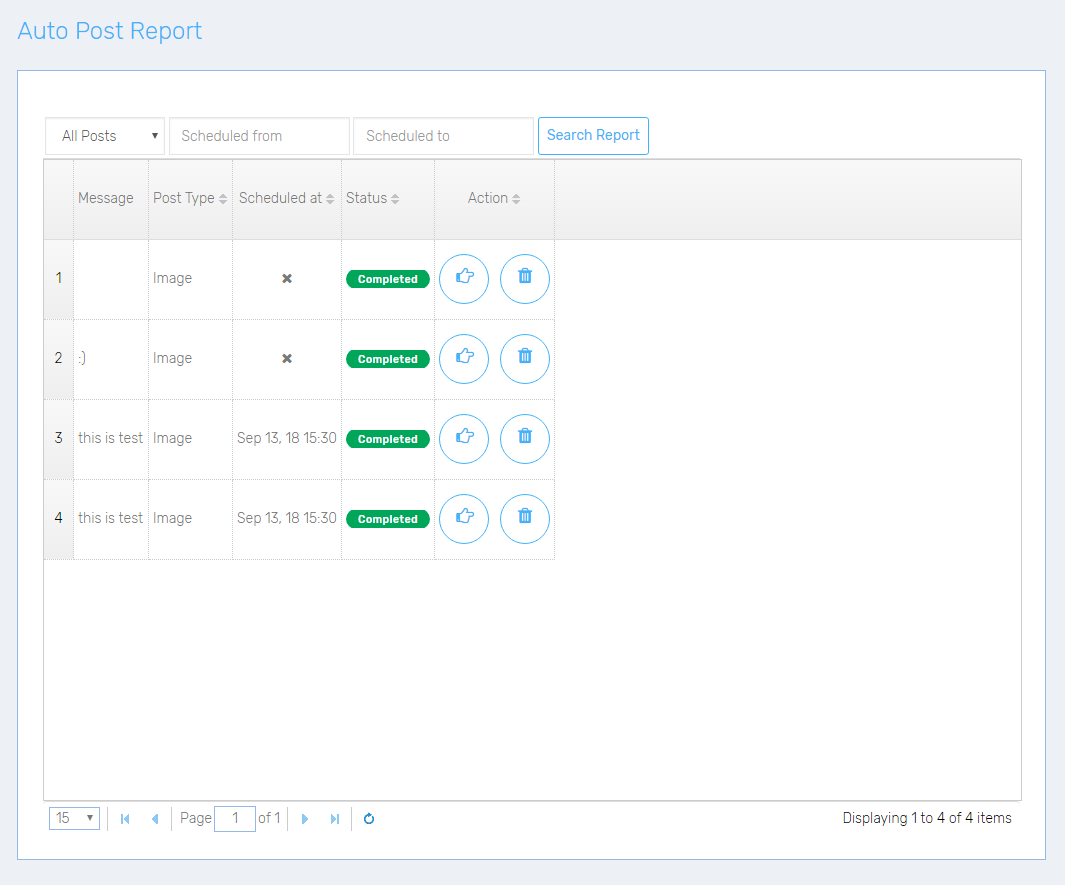 Auto Post Report
All Posts Scheduled from Scheduled to Search Report
Message Post Type Scheduled at Status Action
1 Image Completed
2 :) Image Completed
3 this is test Image Sep 13, 18 15:30 Completed
4 this is test Image Sep 13, 18 15:30 Completed
15 Page 1 of 1 Displaying 1 to 4 of 4 items